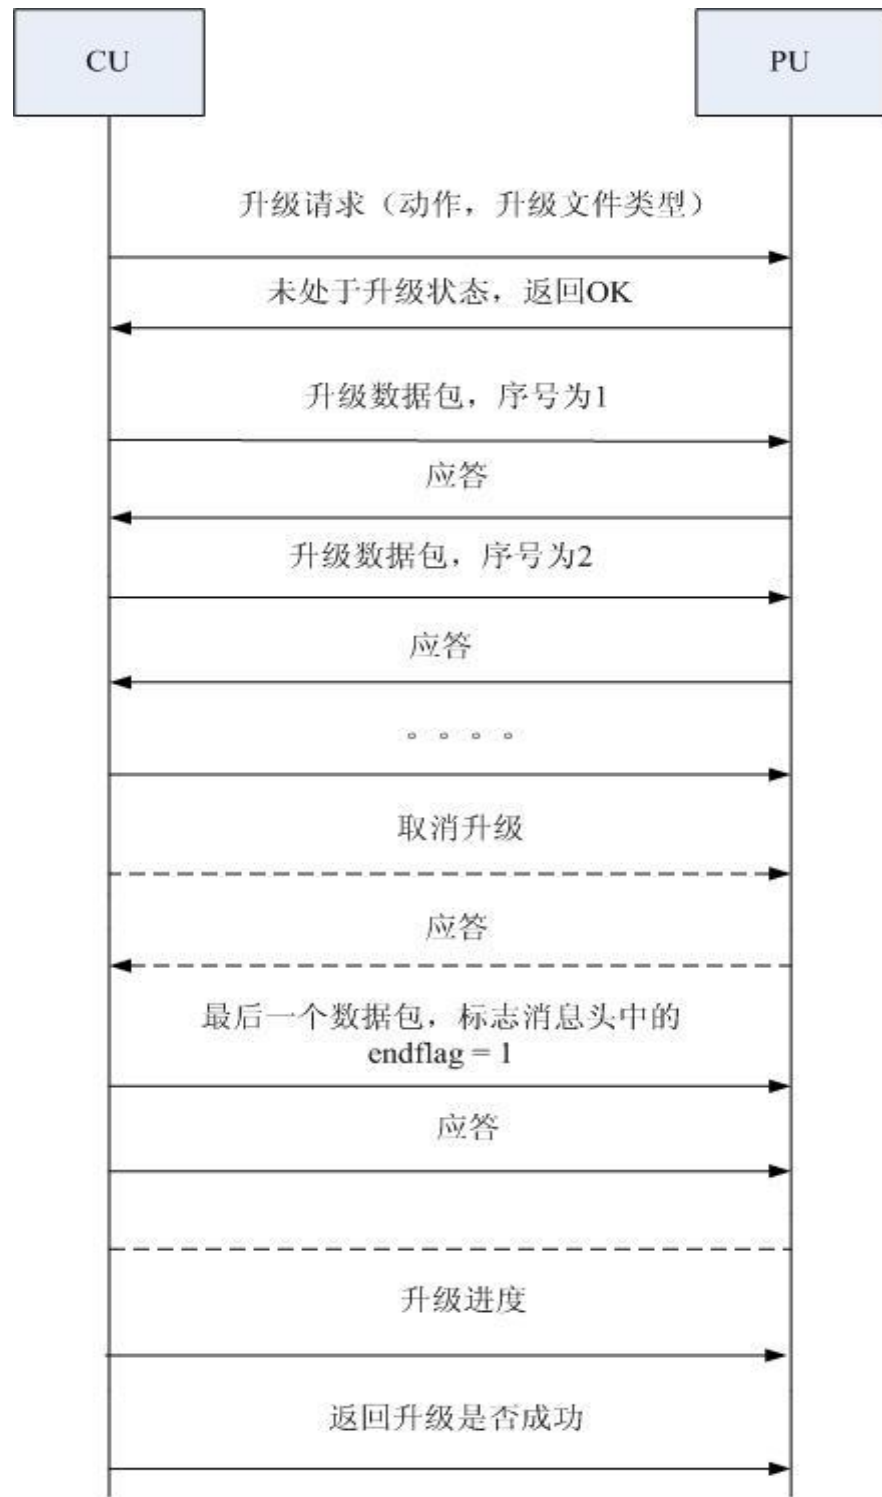 CU
PU
升级请求（动作，升级文件类型）
未处于升级状态，返回OK
升级数据包，序号为1
应答
升级数据包，序号为2
应答
。。。。
取消升级
应答
最后一个数据包，标志消息头中的
endflag = 1
应答
升级进度
返回升级是否成功